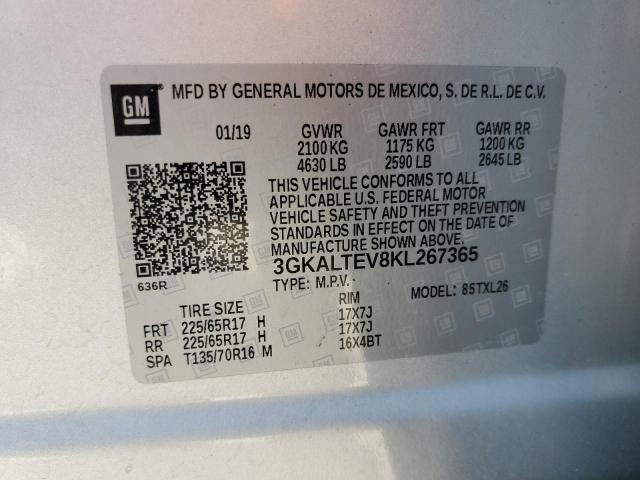 GM
MFD BY GENERAL MOTORS DE MEXICO, S. DE R.L. DE C.V.
01/19 GVWR GAWR FRT GAWR RR
2100 KG 1175 KG 1200 KG
4630 LB 2590 LB 2645 LB
THIS VEHICLE CONFORMS TO ALL
APPLICABLE U.S. FEDERAL MOTOR
VEHICLE SAFETY AND THEFT PREVENTION
STANDARDS IN EFFECT ON THE DATE OF
MANUFACTURE SHOWN ABOVE.
3GKALTEV8KL267365
636R
TYPE: M.P.V. MODEL: 85TXL26
TIRE SIZE RIM
FRT 225/65R17 H 17X7J
RR 225/65R17 H 17X7J
SPA T135/70R16 M 16X4BT